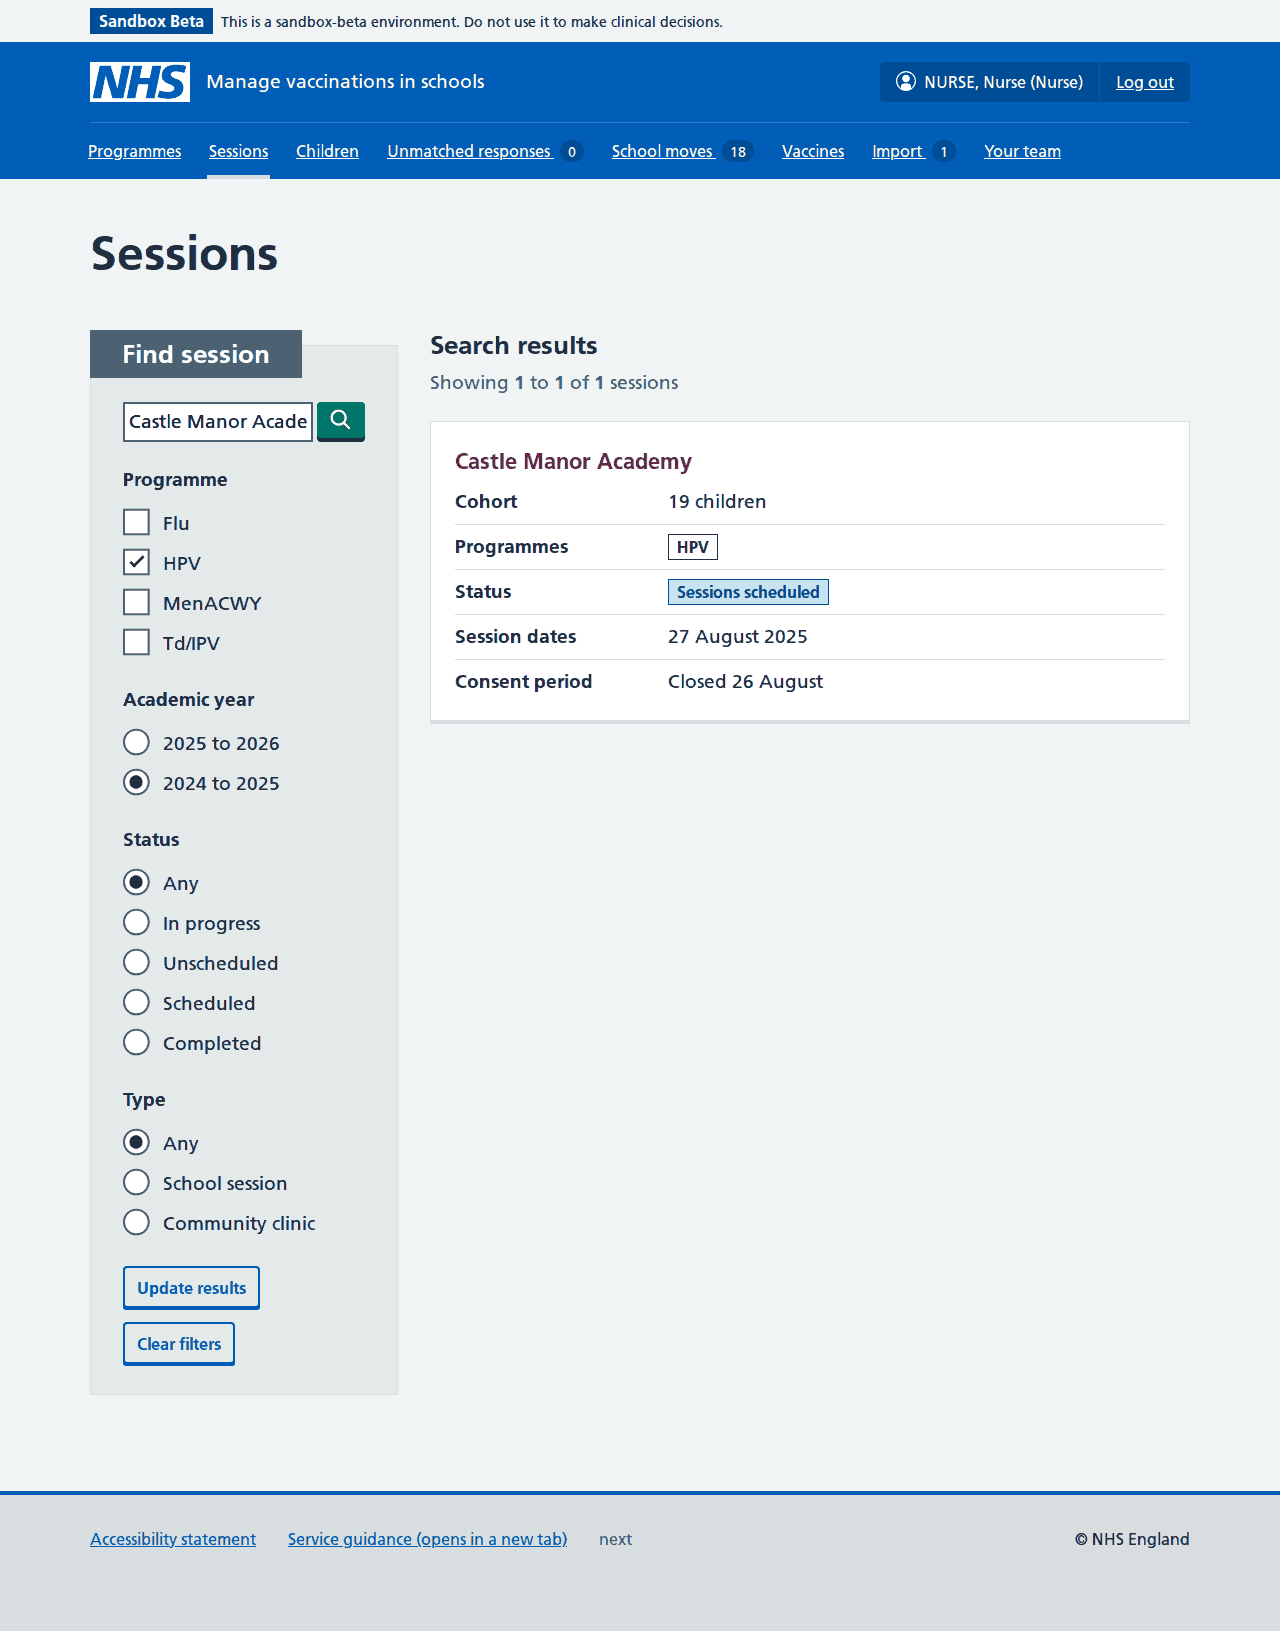 Sandbox Beta This is a sandbox-beta environment. Do not use it to make clinical decisions.
NHS Manage vaccinations in schools NURSE, Nurse (Nurse) Log out
Programmes Sessions Children Unmatched responses 0 School moves 18 Vaccines Import 1 Your team
Sessions
Find session
Castle Manor Acade
Programme
Flu
HPV
MenACWY
Td/IPV
Academic year
2025 to 2026
2024 to 2025
Status
Any
In progress
Unscheduled
Scheduled
Completed
Type
Any
School session
Community clinic
Update results
Clear filters
Search results
Showing 1 to 1 of 1 sessions
Castle Manor Academy
Cohort 19 children
Programmes HPV
Status Sessions scheduled
Session dates 27 August 2025
Consent period Closed 26 August
Accessibility statement Service guidance (opens in a new tab) next © NHS England